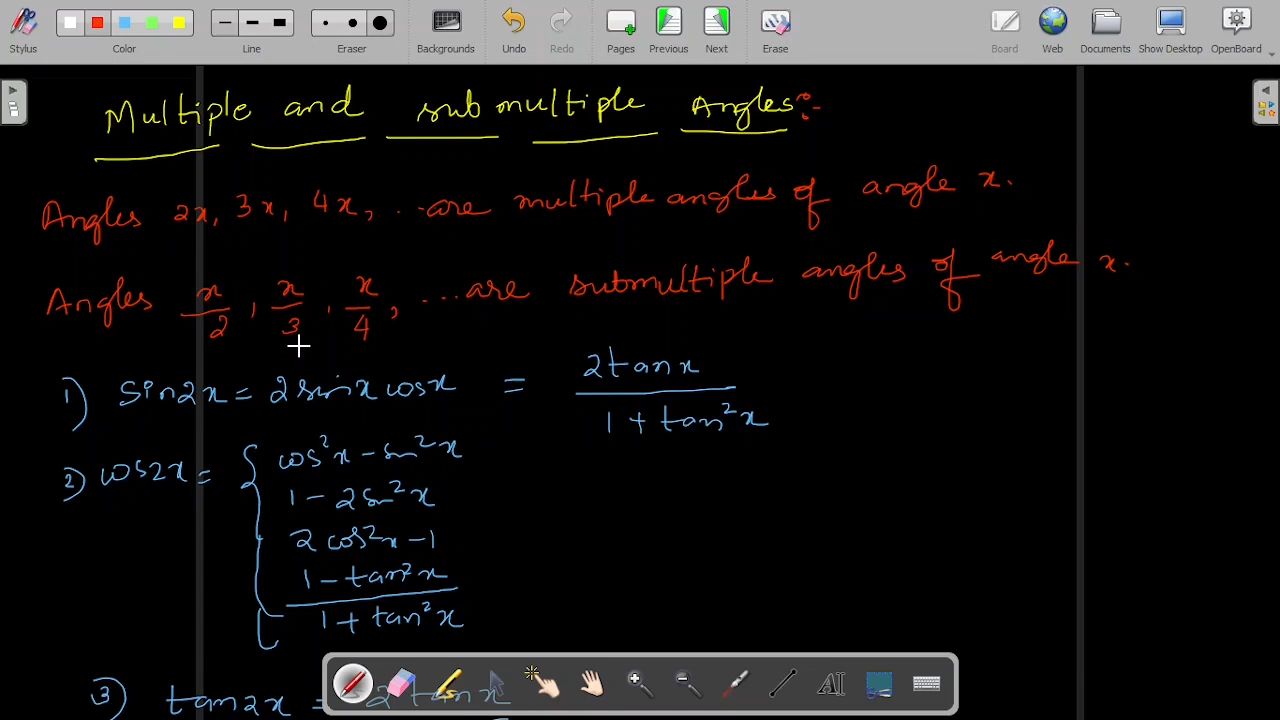 Stylus Color Line Eraser Backgrounds Undo Redo Pages Previous Next Erase Board Web Documents Show Desktop OpenBoard
Multiple and submultiple Angles:-
Angles 2x, 3x, 4x, ... are multiple angles of angle x.
Angles x/2, x/3, x/4, ... are submultiple angles of angle x.
1) sin2x = 2sinx cosx = 2tanx / 1 + tan²x
2) cos2x = { cos²x - sin²x
1 - 2sin²x
2cos²x - 1
1 - tan²x / 1 + tan²x
3) tan2x = 2 tanx